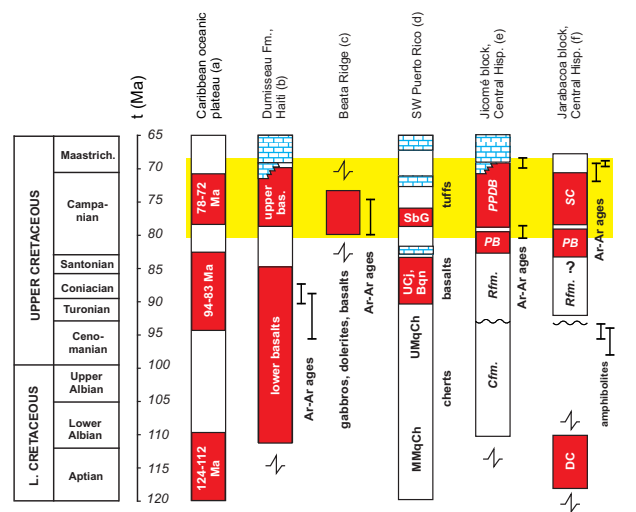 t (Ma)
Caribbean oceanic
plateau (a)
Dumisseau Fm.,
Haiti (b)
Beata Ridge (c)
SW Puerto Rico (d)
Jicomé block,
Central Hisp. (e)
Jarabacoa block,
Central Hisp. (f)
UPPER CRETACEOUS
L. CRETACEOUS
Maastrich.
Campa-
nian
Santonian
Coniacian
Turonian
Ceno-
manian
Upper
Albian
Lower
Albian
Aptian
65
70
75
80
85
90
95
100
105
110
115
120
78-72
Ma
94-83 Ma
124-112
Ma
upper
bas.
lower basalts
Ar-Ar ages
gabbros, dolerites, basalts
Ar-Ar ages
SbG
UCj,
Bqn
UMqCh
MMqCh
tuffs
basalts
cherts
PPDB
PB
Rfm.
Cfm.
Ar-Ar ages
SC
PB
?
Rfm.
DC
Ar-Ar ages
amphibolites